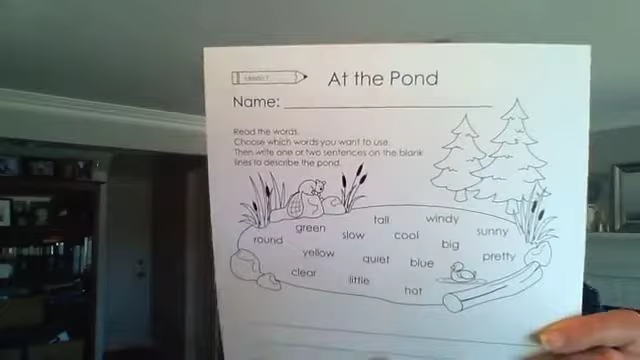 At the Pond
Name:
Read the words.
Choose which words you want to use.
Then write one or two sentences on the blank
lines to describe the pond.
tall windy
green slow cool sunny
round big
yellow quiet blue pretty
clear little hot